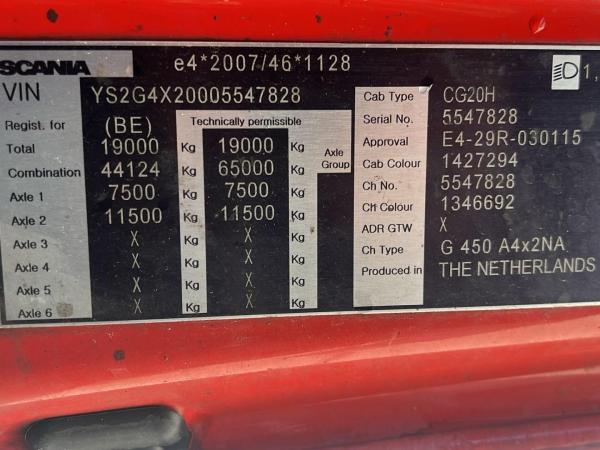 SCANIA e4*2007/46*1128 1,
VIN YS2G4X20005547828 Cab Type CG20H
Regist. for (BE) Technically permissible Serial No. 5547828
Total 19000 Kg 19000 Kg Axle Group Approval E4-29R-030115
Combination 44124 Kg 65000 Kg Cab Colour 1427294
Axle 1 7500 Kg 7500 Kg Ch No. 5547828
Axle 2 11500 Kg 11500 Kg CH Colour 1346692
Axle 3 X Kg X Kg ADR GTW X
Axle 4 X Kg X Kg Ch Type G 450 A4x2NA
Axle 5 X Kg X Kg Produced in THE NETHERLANDS
Axle 6 X Kg X Kg